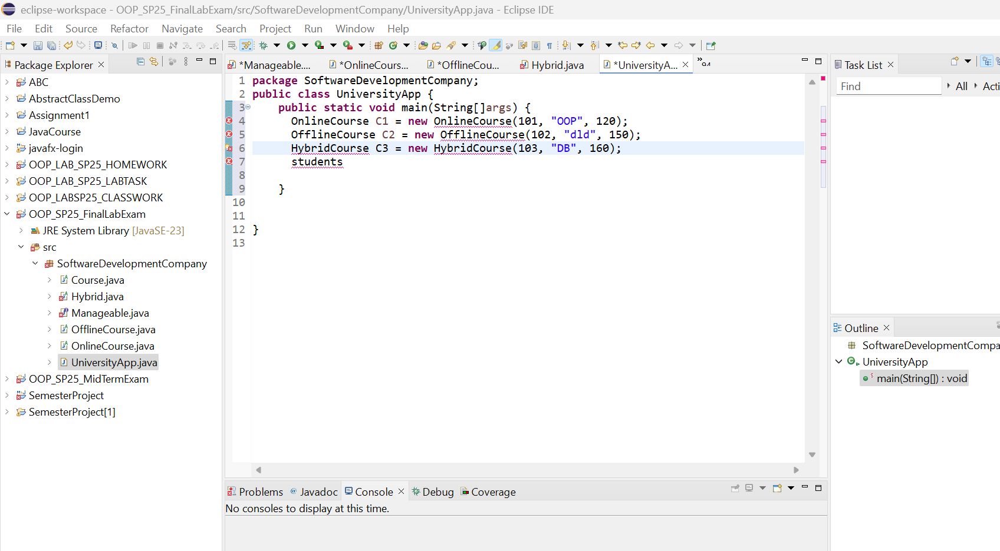 eclipse-workspace - OOP_SP25_FinalLabExam/src/SoftwareDevelopmentCompany/UniversityApp.java - Eclipse IDE
File Edit Source Refactor Navigate Search Project Run Window Help
Package Explorer
ABC
AbstractClassDemo
Assignment1
JavaCourse
javafx-login
OOP_LAB_SP25_HOMEWORK
OOP_LAB_SP25_LABTASK
OOP_LABSP25_CLASSWORK
OOP_SP25_FinalLabExam
JRE System Library [JavaSE-23]
src
SoftwareDevelopmentCompany
Course.java
Hybrid.java
Manageable.java
OfflineCourse.java
OnlineCourse.java
UniversityApp.java
OOP_SP25_MidTermExam
SemesterProject
SemesterProject[1]
*Manageable.... *OnlineCours... *OfflineCou... Hybrid.java *UniversityA... »4
1 package SoftwareDevelopmentCompany;
2 public class UniversityApp {
3 public static void main(String[]args) {
4 OnlineCourse C1 = new OnlineCourse(101, "OOP", 120);
5 OfflineCourse C2 = new OfflineCourse(102, "dld", 150);
6 HybridCourse C3 = new HybridCourse(103, "DB", 160);
7 students
8
9 }
10
11
12 }
13
Problems Javadoc Console Debug Coverage
No consoles to display at this time.
Task List
Find All Acti
Outline
SoftwareDevelopmentCompa
UniversityApp
main(String[]) : void